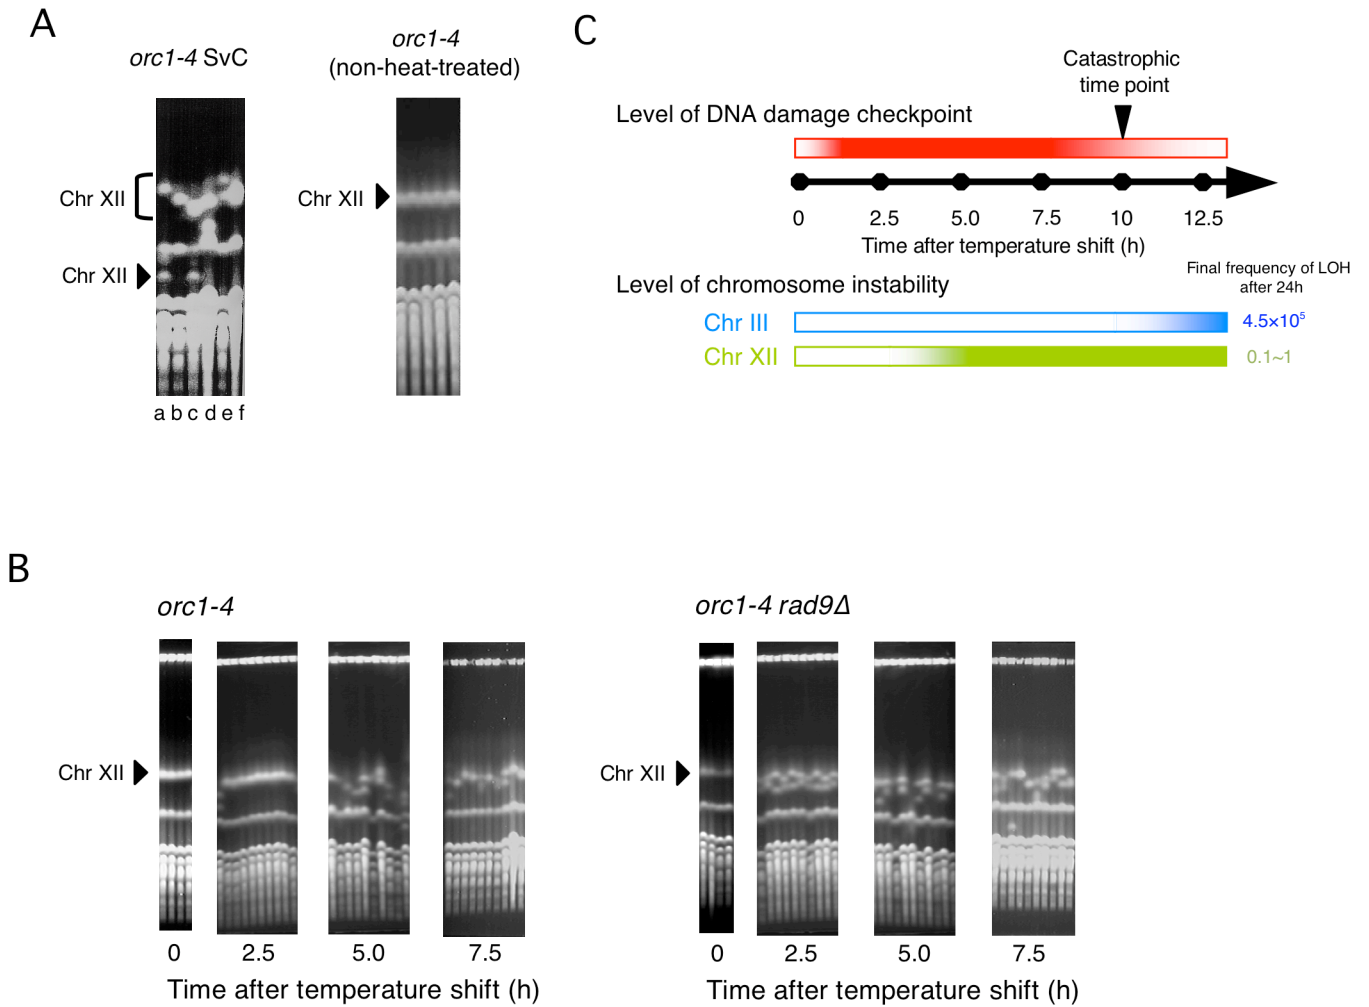 A
orc1-4 SvC
orc1-4
(non-heat-treated)
Chr XII
Chr XII
Chr XII
a b c d e f
C
Catastrophic
time point
Level of DNA damage checkpoint
0 2.5 5.0 7.5 10 12.5
Time after temperature shift (h)
Final frequency of LOH
after 24h
Level of chromosome instability
Chr III
4.5×10⁵
Chr XII
0.1~1
B
orc1-4
orc1-4 rad9Δ
Chr XII
Chr XII
0 2.5 5.0 7.5
0 2.5 5.0 7.5
Time after temperature shift (h)
Time after temperature shift (h)